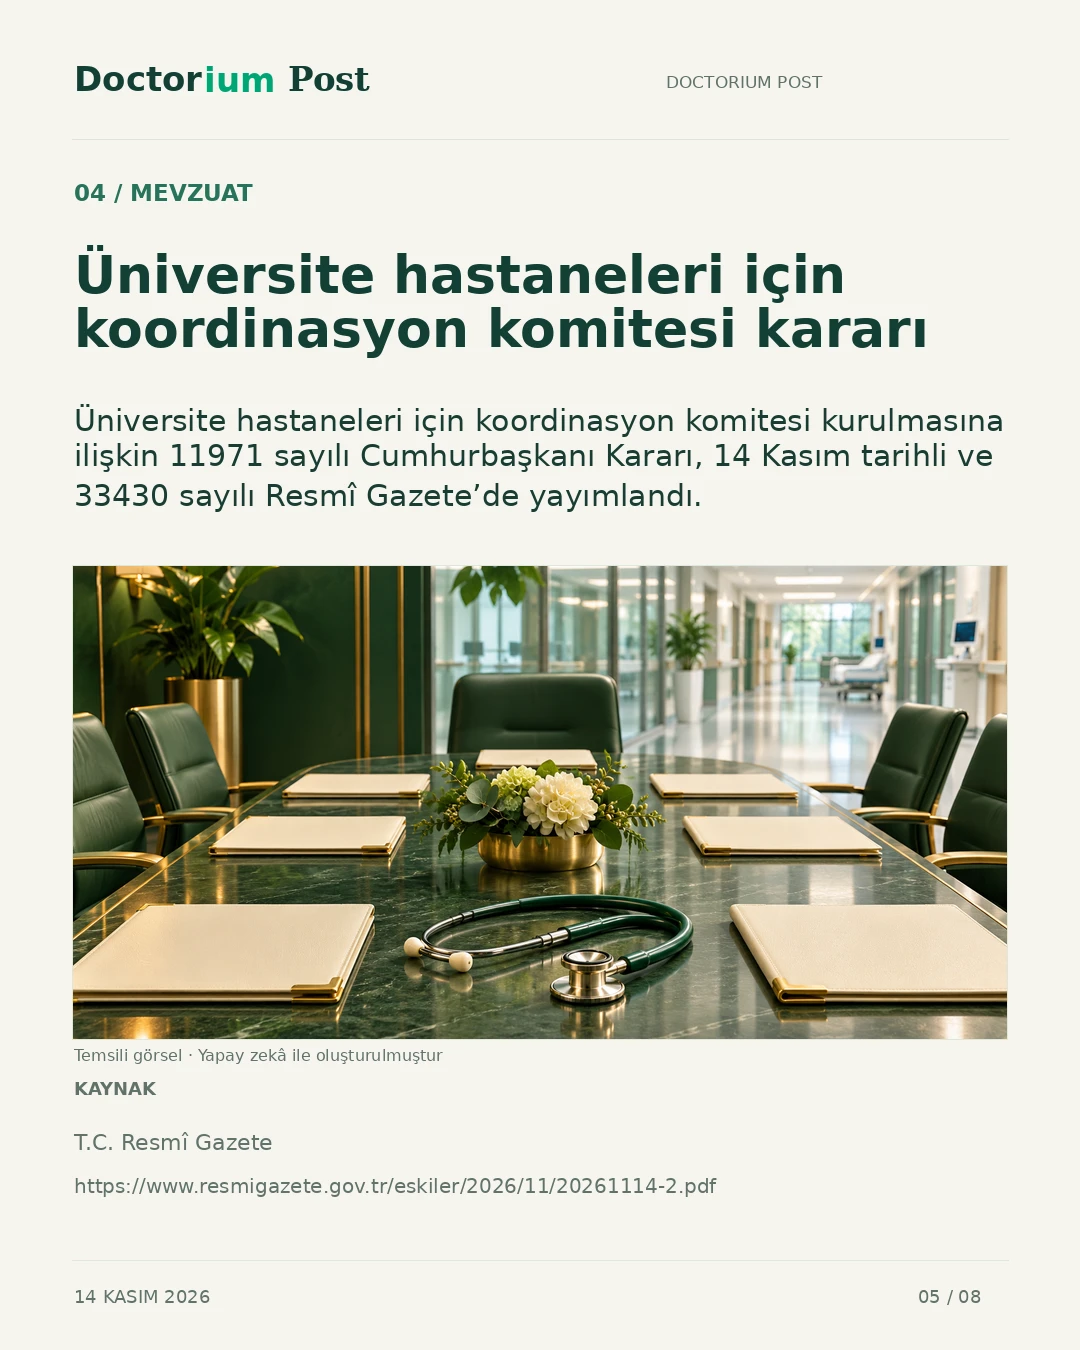 Doctorium Post
DOCTORIUM POST
04 / MEVZUAT
Üniversite hastaneleri için
koordinasyon komitesi kararı
Üniversite hastaneleri için koordinasyon komitesi kurulmasına
ilişkin 11971 sayılı Cumhurbaşkanı Kararı, 14 Kasım tarihli ve
33430 sayılı Resmî Gazete’de yayımlandı.
Temsili görsel · Yapay zekâ ile oluşturulmuştur
KAYNAK
T.C. Resmî Gazete
https://www.resmigazete.gov.tr/eskiler/2026/11/20261114-2.pdf
14 KASIM 2026
05 / 08